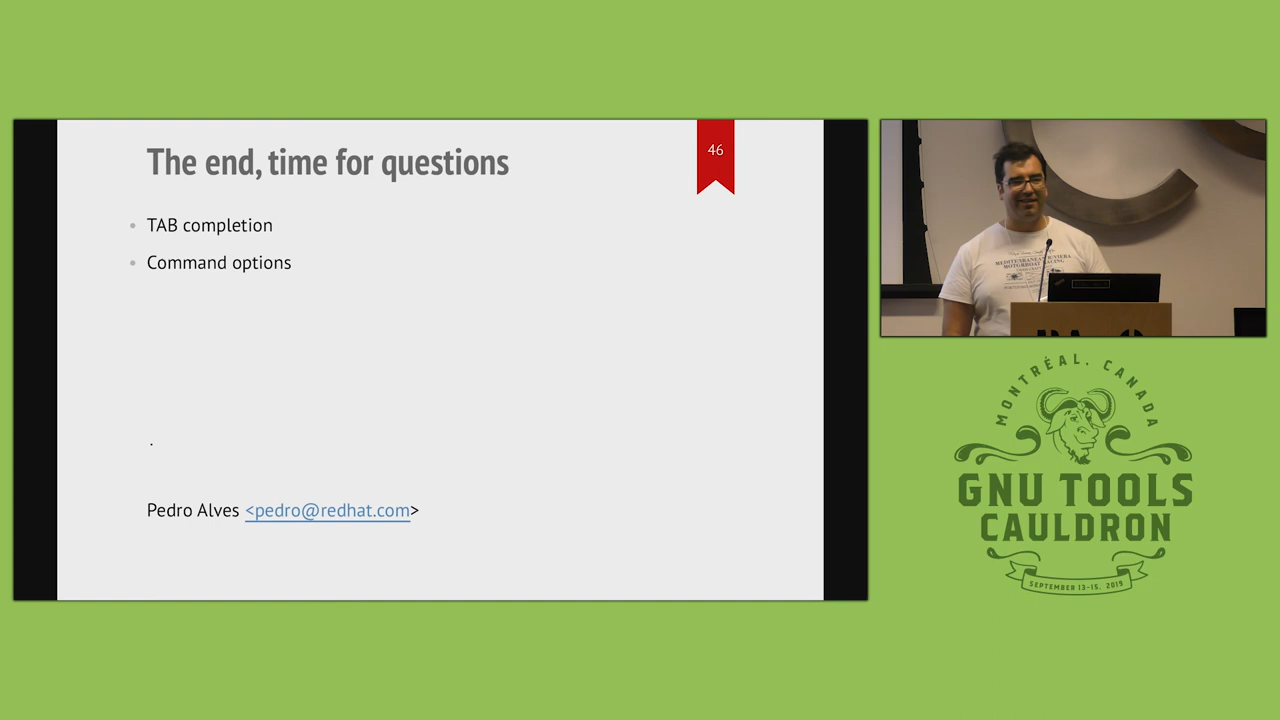 The end, time for questions
46
TAB completion
Command options
.
Pedro Alves <pedro@redhat.com>
MONTRÉAL, CANADA
GNU TOOLS
CAULDRON
SEPTEMBER 13-15, 2019